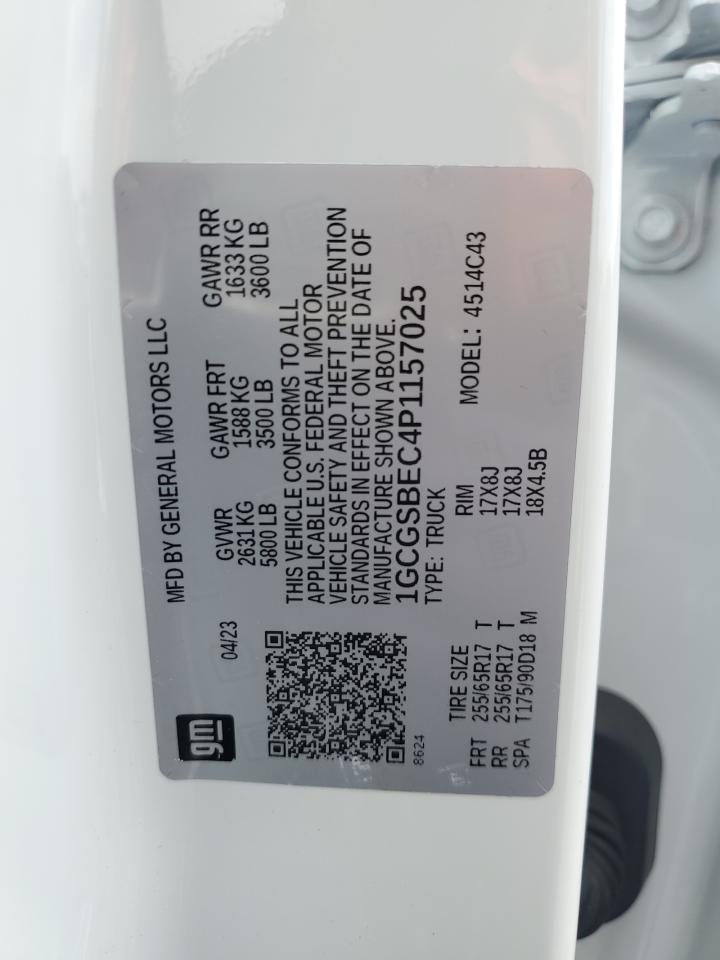 gm
04/23
MFD BY GENERAL MOTORS LLC
GVWR GAWR FRT GAWR RR
2631 KG 1588 KG 1633 KG
5800 LB 3500 LB 3600 LB
THIS VEHICLE CONFORMS TO ALL
APPLICABLE U.S. FEDERAL MOTOR
VEHICLE SAFETY AND THEFT PREVENTION
STANDARDS IN EFFECT ON THE DATE OF
MANUFACTURE SHOWN ABOVE.
1GCGSBEC4P1157025
8624
TYPE: TRUCK
MODEL: 4514C43
TIRE SIZE RIM
FRT 255/65R17 T 17X8J
RR 255/65R17 T 17X8J
SPA T175/90D18 M 18X4.5B